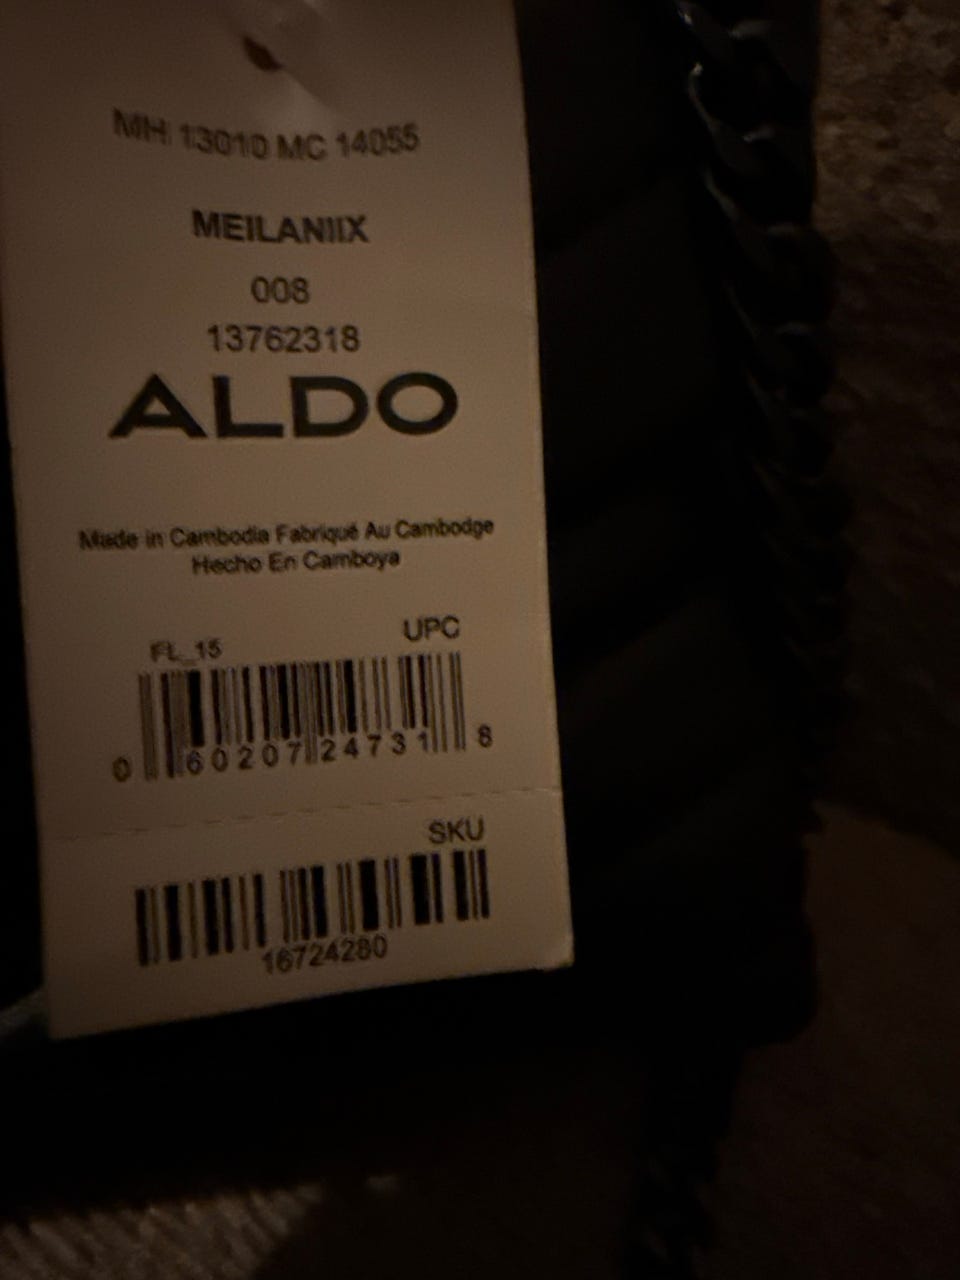 MH 13010 MC 14055
MEILANIIX
008
13762318
ALDO
Made in Cambodia Fabriqué Au Cambodge
Hecho En Camboya
FL_15 UPC
0 60207 24731 8
SKU
16724280